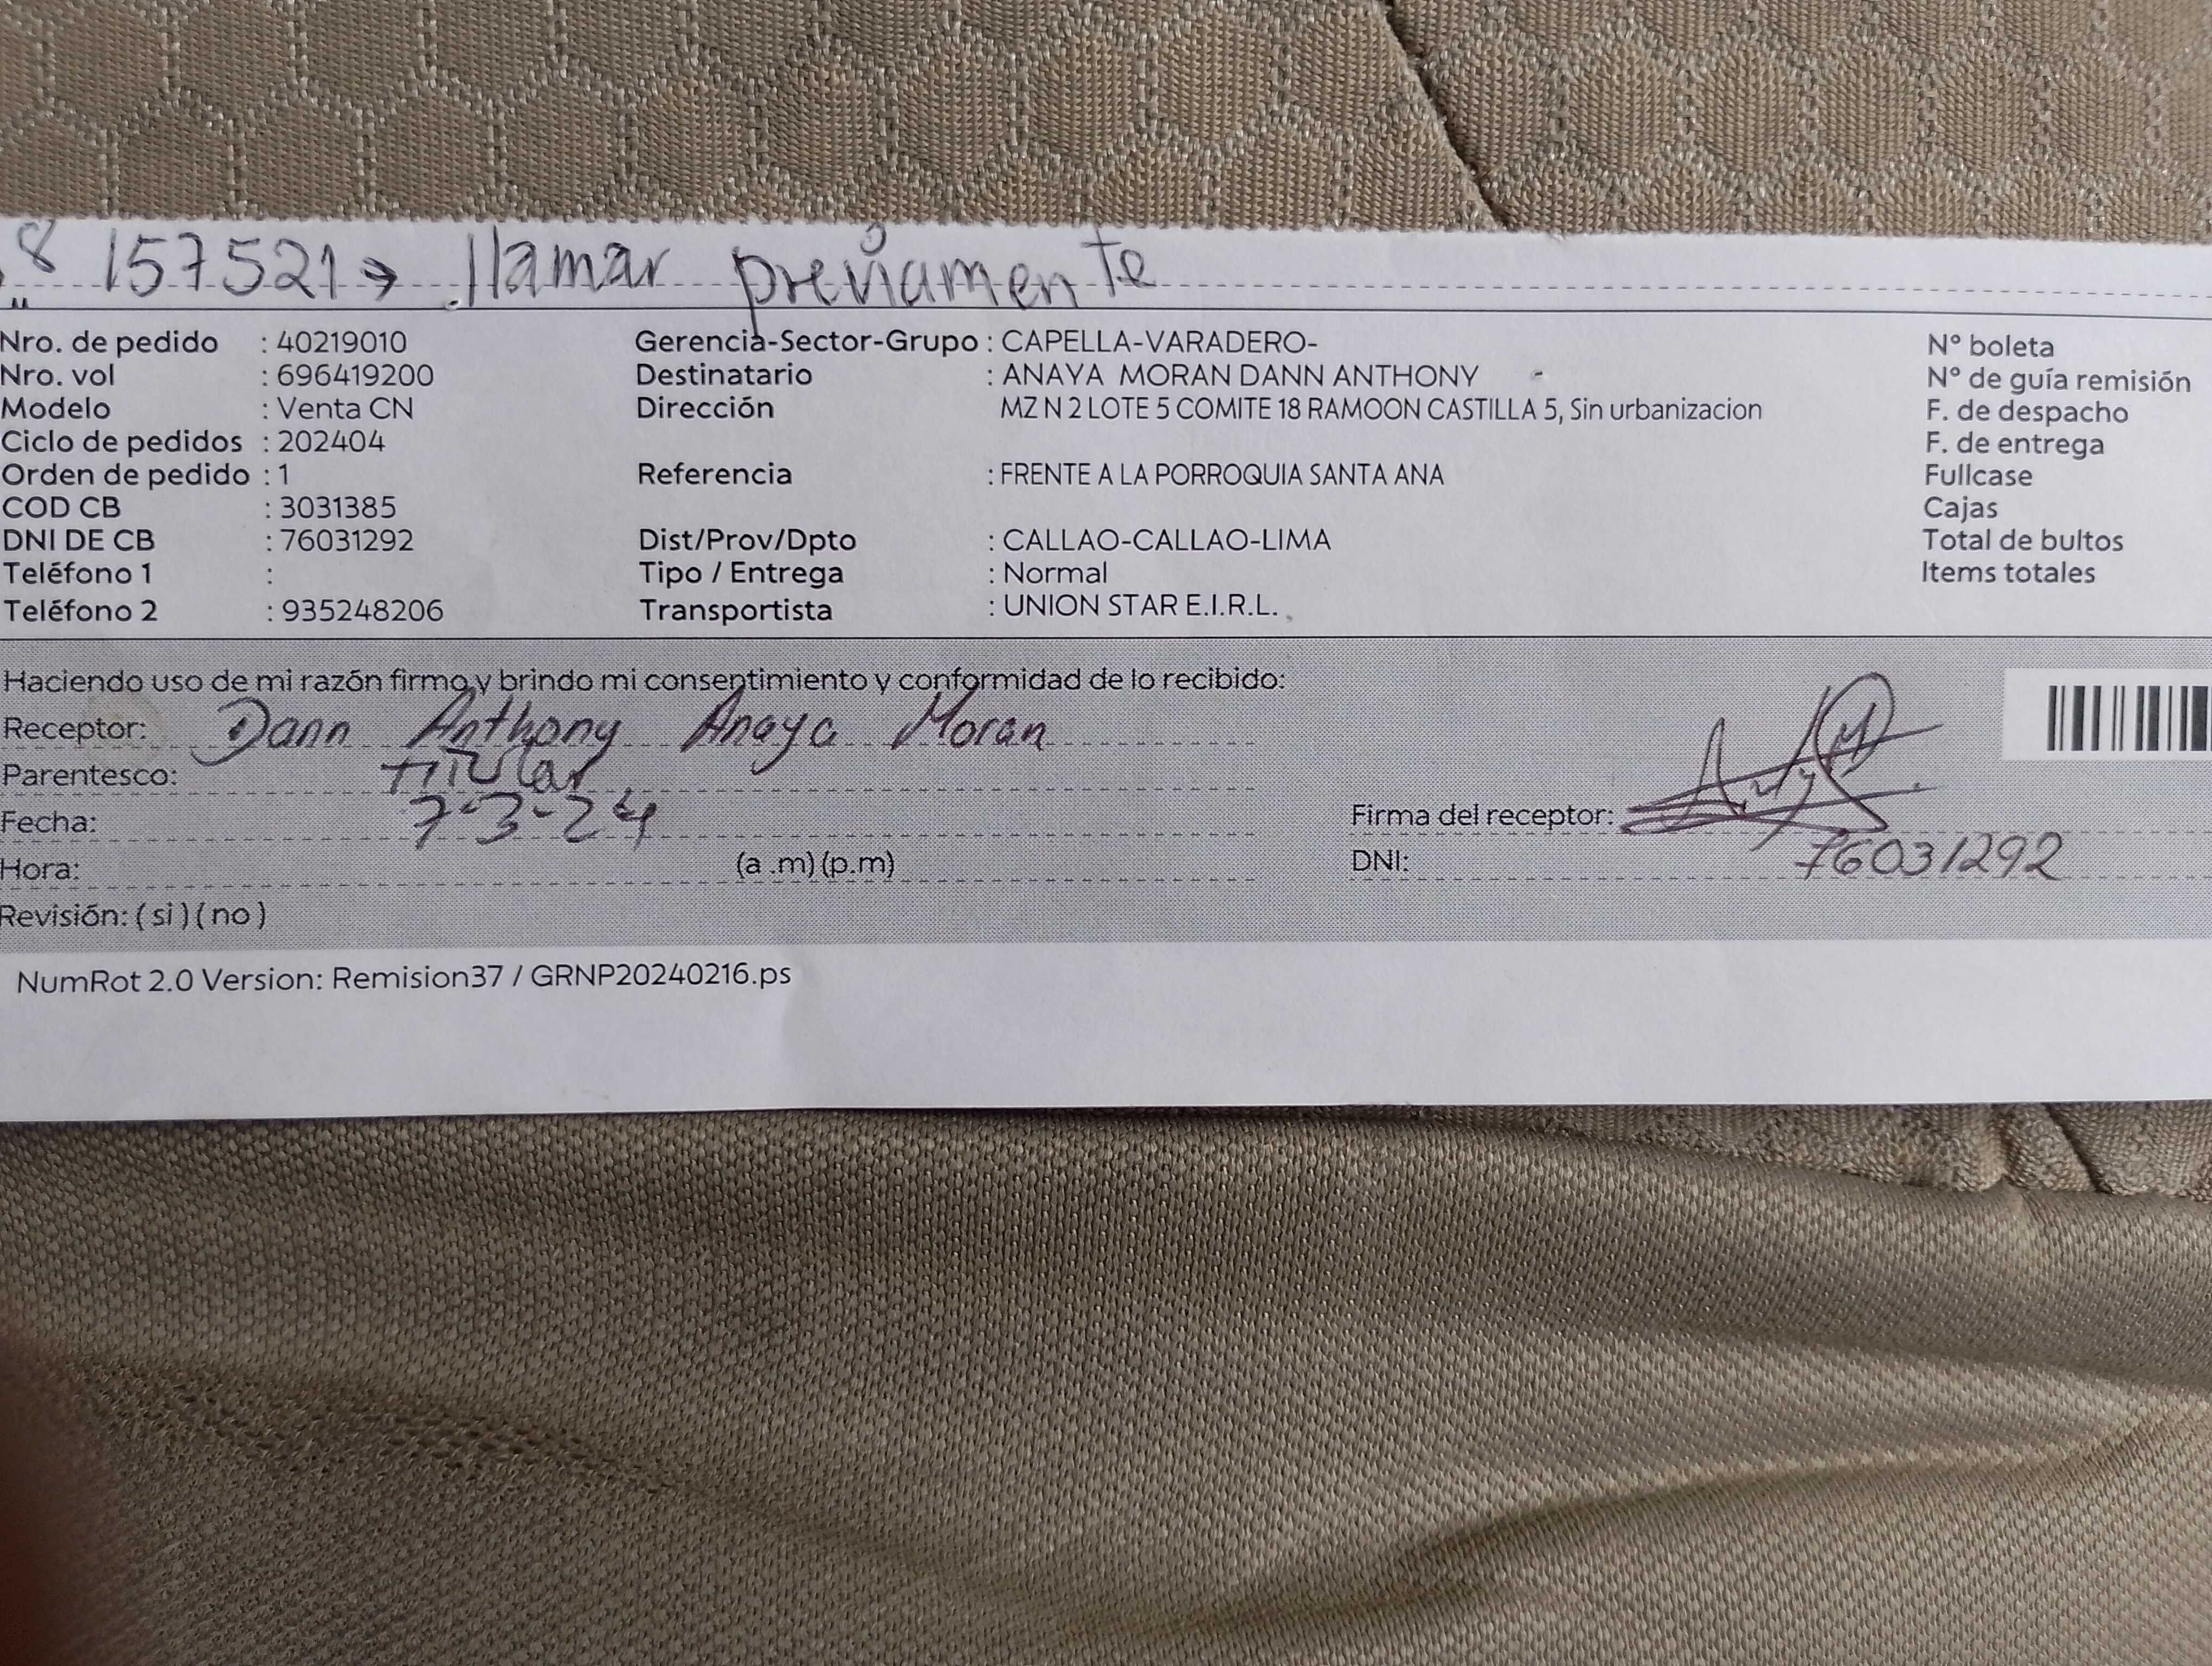 8 157521→ llamar previamente
Nro. de pedido : 40219010 Gerencia-Sector-Grupo : CAPELLA-VARADERO- N° boleta
Nro. vol : 696419200 Destinatario : ANAYA MORAN DANN ANTHONY N° de guía remisión
Modelo : Venta CN Dirección MZ N 2 LOTE 5 COMITE 18 RAMOON CASTILLA 5, Sin urbanizacion F. de despacho
Ciclo de pedidos : 202404 F. de entrega
Orden de pedido : 1 Referencia : FRENTE A LA PORROQUIA SANTA ANA Fullcase
COD CB : 3031385 Cajas
DNI DE CB : 76031292 Dist/Prov/Dpto : CALLAO-CALLAO-LIMA Total de bultos
Teléfono 1 : Tipo / Entrega : Normal Items totales
Teléfono 2 : 935248206 Transportista : UNION STAR E.I.R.L.
Haciendo uso de mi razón firmo y brindo mi consentimiento y conformidad de lo recibido:
Receptor: Dann Anthony Anaya Moran
Parentesco: Titular
Fecha: 7-3-24 Firma del receptor:
Hora: (a .m) (p.m) DNI: 76031292
Revisión: ( si ) ( no )
NumRot 2.0 Version: Remision37 / GRNP20240216.ps